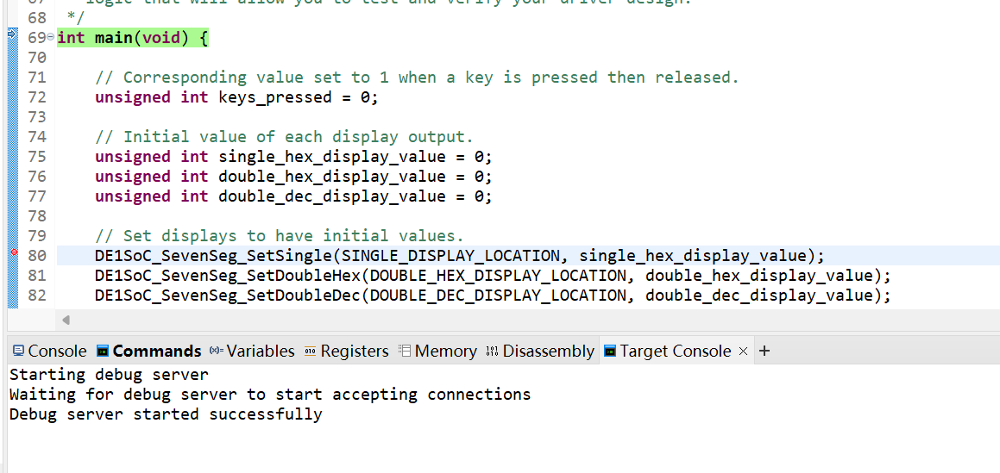 67 logic that will allow you to test and verify your driver design.
68 */
69 int main(void) {
70
71 // Corresponding value set to 1 when a key is pressed then released.
72 unsigned int keys_pressed = 0;
73
74 // Initial value of each display output.
75 unsigned int single_hex_display_value = 0;
76 unsigned int double_hex_display_value = 0;
77 unsigned int double_dec_display_value = 0;
78
79 // Set displays to have initial values.
80 DE1SoC_SevenSeg_SetSingle(SINGLE_DISPLAY_LOCATION, single_hex_display_value);
81 DE1SoC_SevenSeg_SetDoubleHex(DOUBLE_HEX_DISPLAY_LOCATION, double_hex_display_value);
82 DE1SoC_SevenSeg_SetDoubleDec(DOUBLE_DEC_DISPLAY_LOCATION, double_dec_display_value);
Console Commands (x)= Variables 010 Registers Memory Disassembly Target Console × +
Starting debug server
Waiting for debug server to start accepting connections
Debug server started successfully